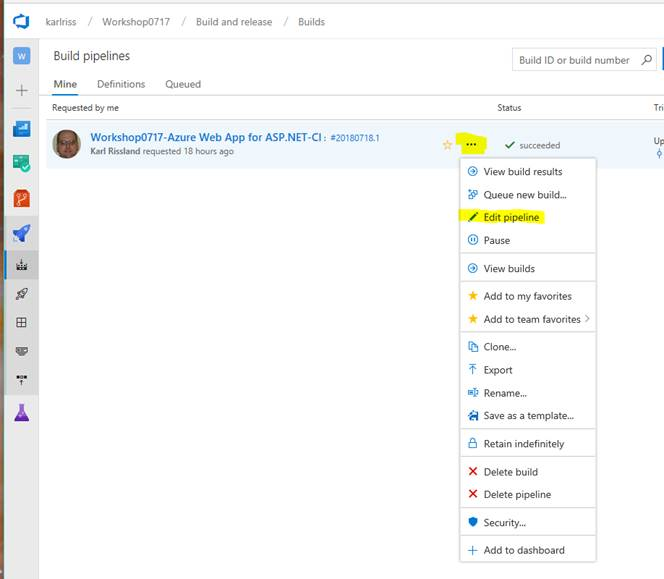 karlriss / Workshop0717 / Build and release / Builds
W
Build pipelines
Build ID or build number
Mine Definitions Queued
Requested by me Status Tri
Workshop0717-Azure Web App for ASP.NET-CI : #20180718.1
Karl Rissland requested 18 hours ago
... succeeded
Up
View build results
Queue new build...
Edit pipeline
Pause
View builds
Add to my favorites
Add to team favorites
Clone...
Export
Rename...
Save as a template...
Retain indefinitely
Delete build
Delete pipeline
Security...
Add to dashboard